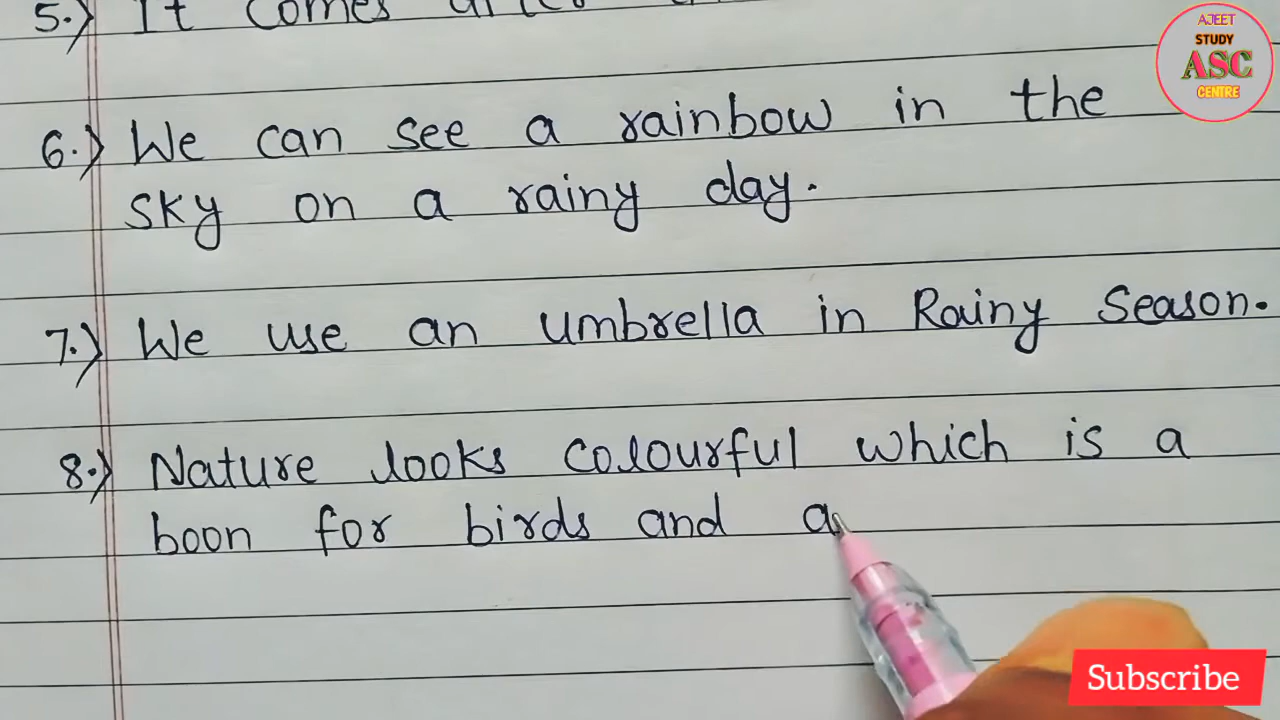 5.) It comes
AJEET
STUDY
ASC
CENTRE
6.) We can see a rainbow in the
sky on a rainy day.
7.) We use an umbrella in Rainy Season.
8.) Nature looks colourful which is a
boon for birds and a
Subscribe